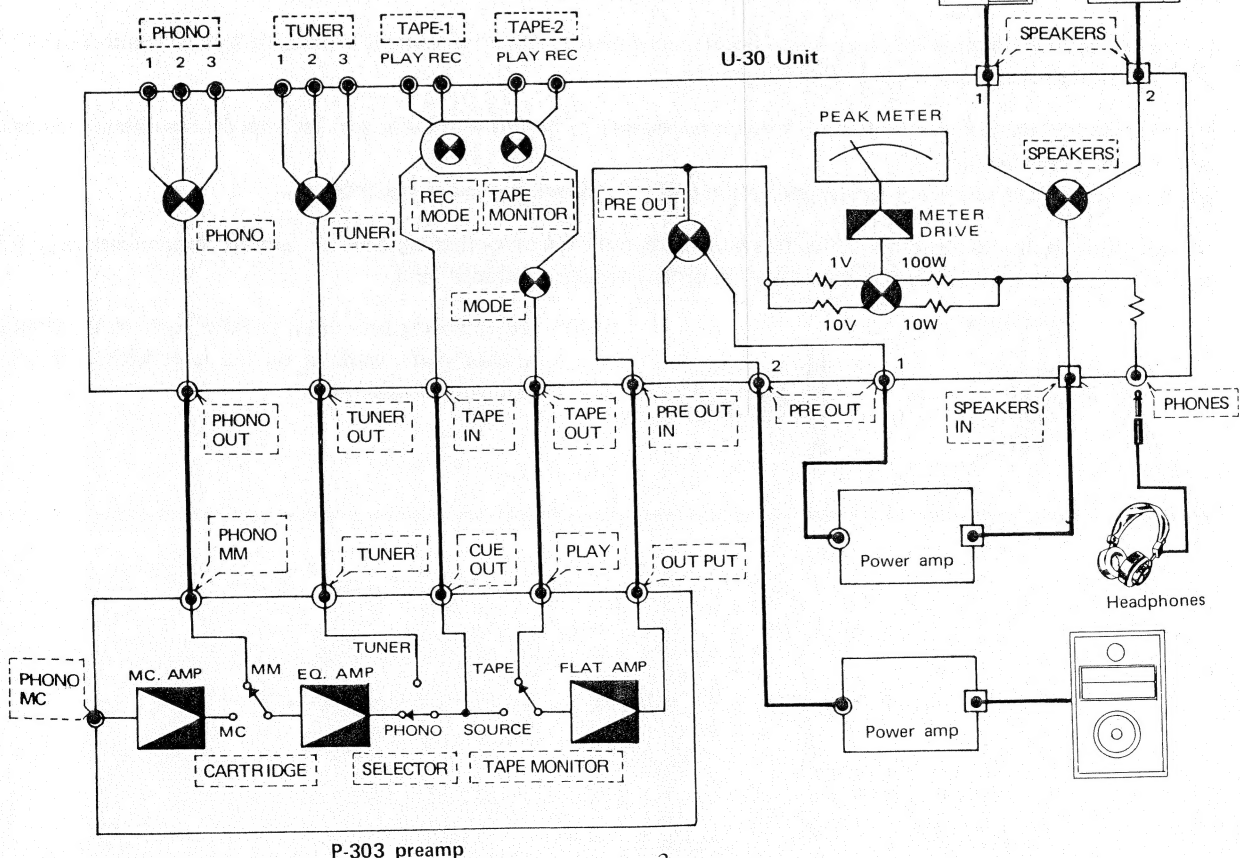 PHONO
TUNER
TAPE-1
TAPE-2
SPEAKERS
1 2 3
1 2 3
PLAY REC
PLAY REC
U-30 Unit
1
2
PEAK METER
SPEAKERS
PHONO
TUNER
REC
MODE
TAPE
MONITOR
PRE OUT
METER
DRIVE
1V
100W
10V
10W
MODE
2
1
PHONO
OUT
TUNER
OUT
TAPE
IN
TAPE
OUT
PRE OUT
IN
PRE OUT
SPEAKERS
IN
PHONES
PHONO
MM
TUNER
CUE
OUT
PLAY
OUT PUT
Power amp
Headphones
PHONO
MC
MC. AMP
MM
MC
EQ. AMP
TUNER
PHONO
SOURCE
TAPE
FLAT AMP
Power amp
CARTRIDGE
SELECTOR
TAPE MONITOR
P-303 preamp